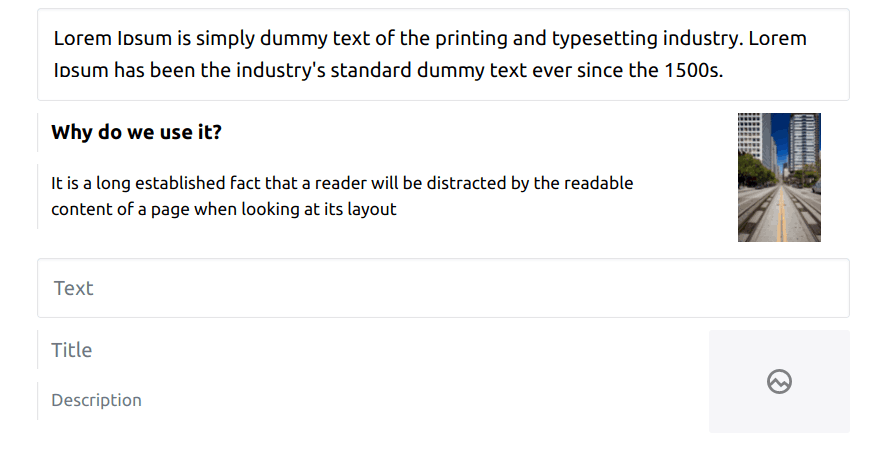 Lorem Ipsum is simply dummy text of the printing and typesetting industry. Lorem
Ipsum has been the industry's standard dummy text ever since the 1500s.
Why do we use it?
It is a long established fact that a reader will be distracted by the readable
content of a page when looking at its layout
Text
Title
Description